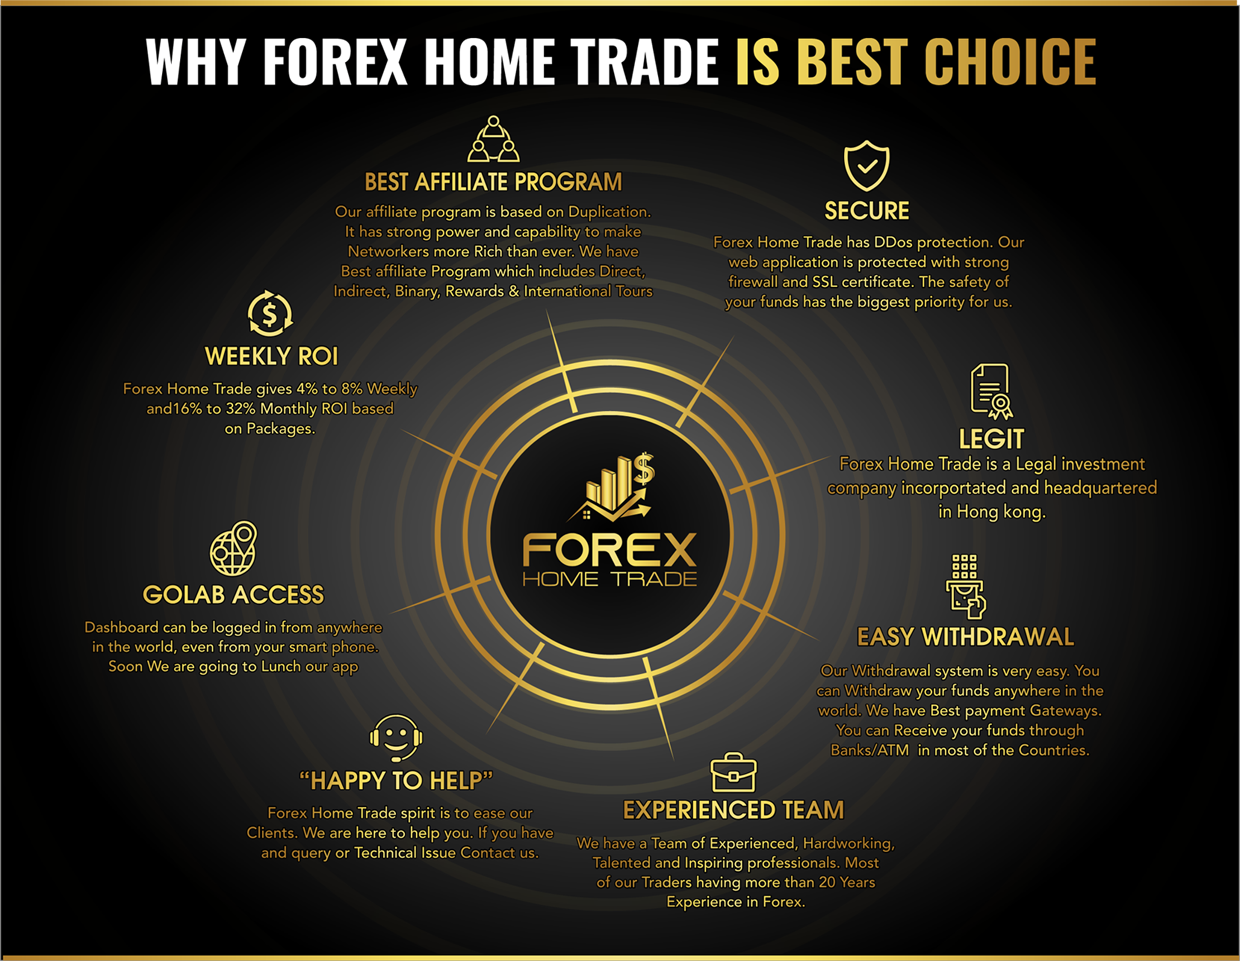 WHY FOREX HOME TRADE IS BEST CHOICE
BEST AFFILIATE PROGRAM
Our affiliate program is based on Duplication.
It has strong power and capability to make
Networkers more Rich than ever. We have
Best affiliate Program which includes Direct,
Indirect, Binary, Rewards & International Tours
SECURE
Forex Home Trade has DDos protection. Our
web application is protected with strong
firewall and SSL certificate. The safety of
your funds has the biggest priority for us.
WEEKLY ROI
Forex Home Trade gives 4% to 8% Weekly
and16% to 32% Monthly ROI based
on Packages.
LEGIT
Forex Home Trade is a Legal investment
company incorportated and headquartered
in Hong kong.
FOREX
HOME TRADE
GOLAB ACCESS
Dashboard can be logged in from anywhere
in the world, even from your smart phone.
Soon We are going to Lunch our app
EASY WITHDRAWAL
Our Withdrawal system is very easy. You
can Withdraw your funds anywhere in the
world. We have Best payment Gateways.
You can Receive your funds through
Banks/ATM in most of the Countries.
“HAPPY TO HELP”
Forex Home Trade spirit is to ease our
Clients. We are here to help you. If you have
and query or Technical Issue Contact us.
EXPERIENCED TEAM
We have a Team of Experienced, Hardworking,
Talented and Inspiring professionals. Most
of our Traders having more than 20 Years
Experience in Forex.